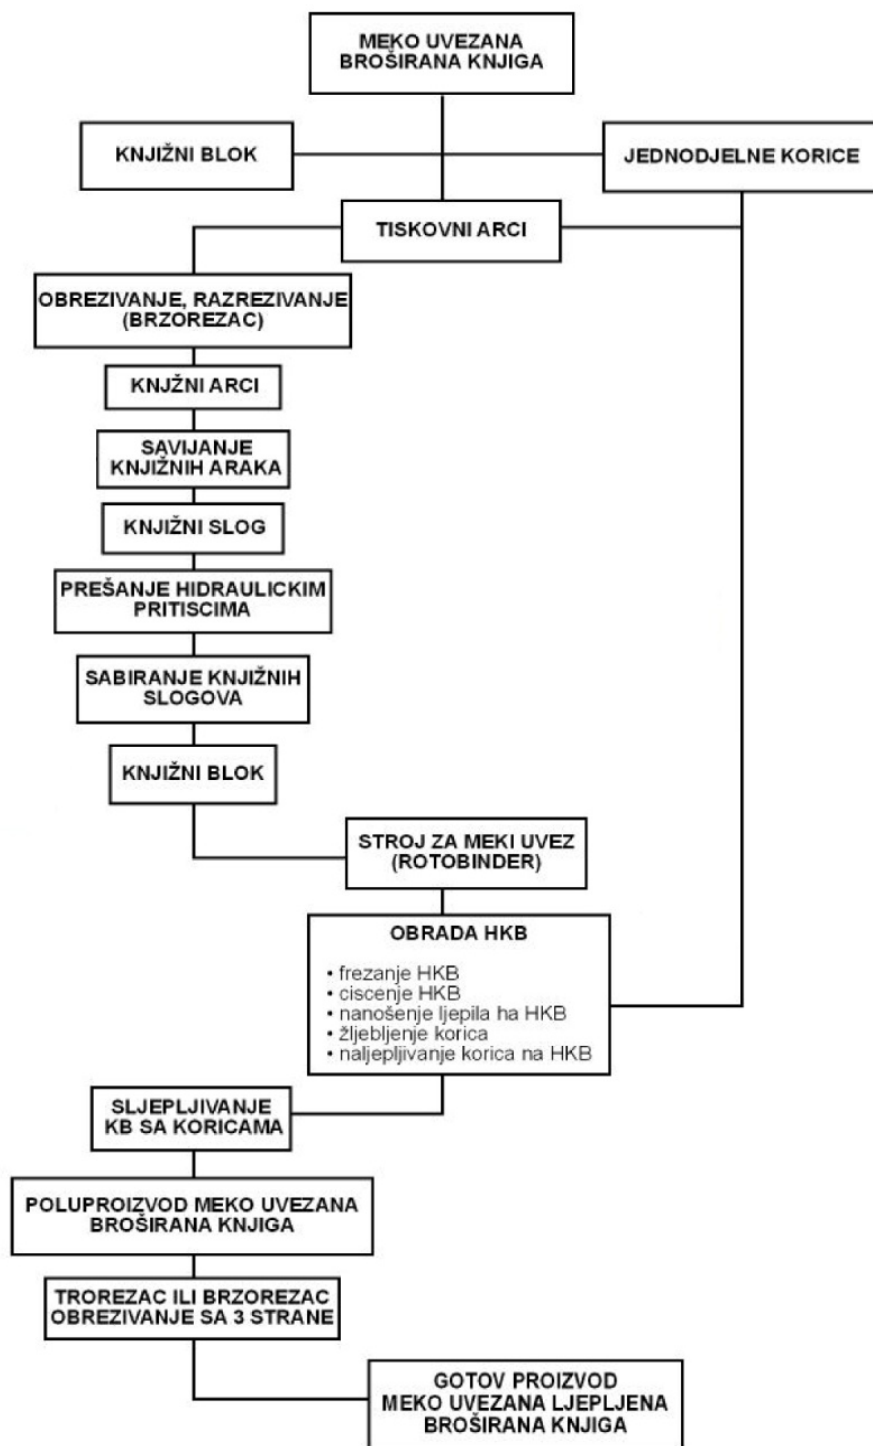 MEKO UVEZANA
BROŠIRANA KNJIGA
KNJIŽNI BLOK
JEDNODJELNE KORICE
TISKOVNI ARCI
OBREZIVANJE, RAZREZIVANJE
(BRZOREZAC)
KNJŽNI ARCI
SAVIJANJE
KNJIŽNIH ARAKA
KNJIŽNI SLOG
PREŠANJE HIDRAULICKIM
PRITISCIMA
SABIRANJE KNJIŽNIH
SLOGOVA
KNJIŽNI BLOK
STROJ ZA MEKI UVEZ
(ROTOBINDER)
OBRADA HKB
• frezanje HKB
• ciscenje HKB
• nanošenje ljepila ha HKB
• žljebljenje korica
• naljepljivanje korica na HKB
SLJEPLJIVANJE
KB SA KORICAMA
POLUPROIZVOD MEKO UVEZANA
BROŠIRANA KNJIGA
TROREZAC ILI BRZOREZAC
OBREZIVANJE SA 3 STRANE
GOTOV PROIZVOD
MEKO UVEZANA LJEPLJENA
BROŠIRANA KNJIGA